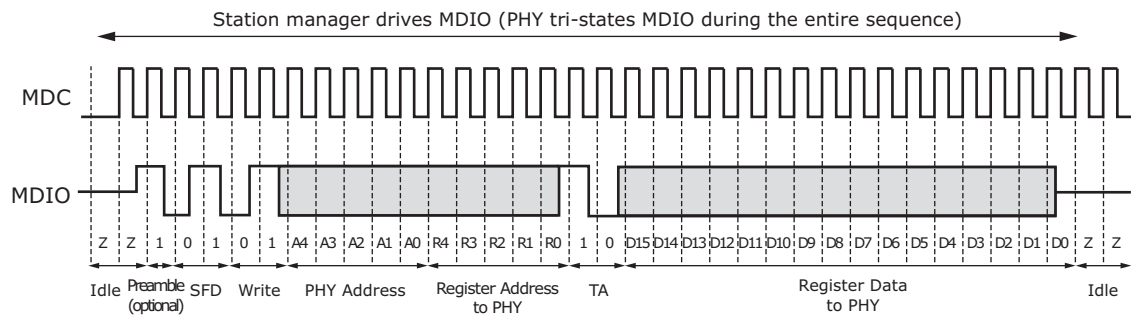 Station manager drives MDIO (PHY tri-states MDIO during the entire sequence)
MDC
MDIO
Z Z 1 0 1 0 1 A4 A3 A2 A1 A0 R4 R3 R2 R1 R0 1 0 D15 D14 D13 D12 D11 D10 D9 D8 D7 D6 D5 D4 D3 D2 D1 D0 Z Z
Idle Preamble (optional) SFD Write PHY Address Register Address to PHY TA Register Data to PHY Idle